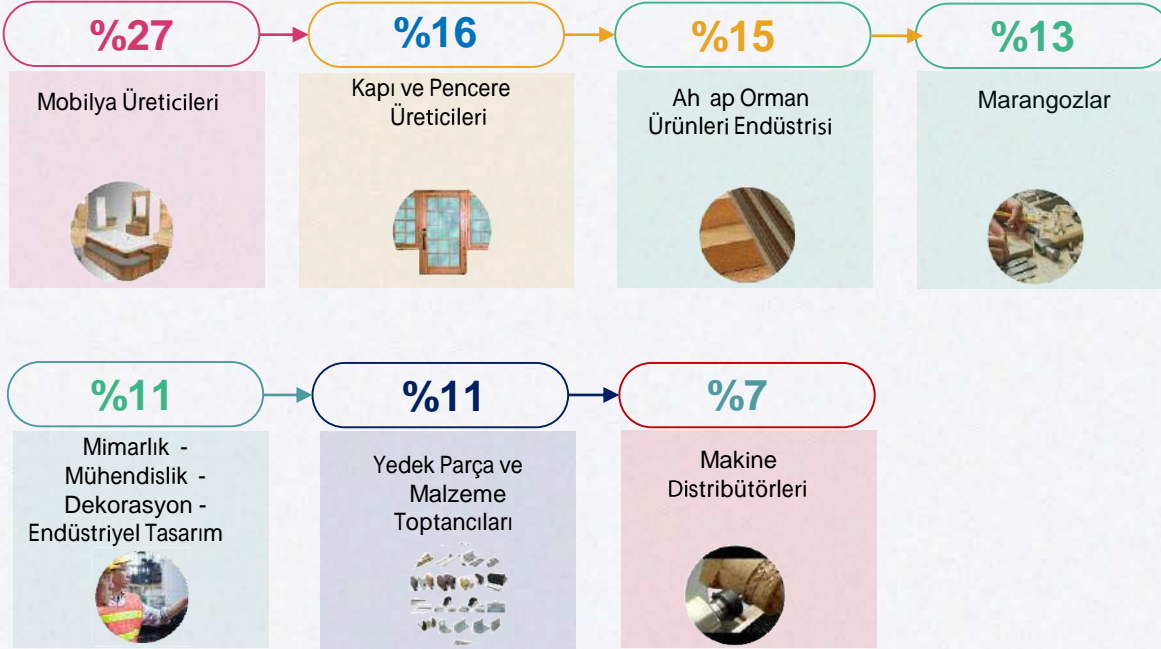 %27
Mobilya Üreticileri
%16
Kapı ve Pencere
Üreticileri
%15
Ah ap Orman
Ürünleri Endüstrisi
%13
Marangozlar
%11
Mimarlık -
Mühendislik -
Dekorasyon -
Endüstriyel Tasarım
%11
Yedek Parça ve
Malzeme
Toptancıları
%7
Makine
Distribütörleri